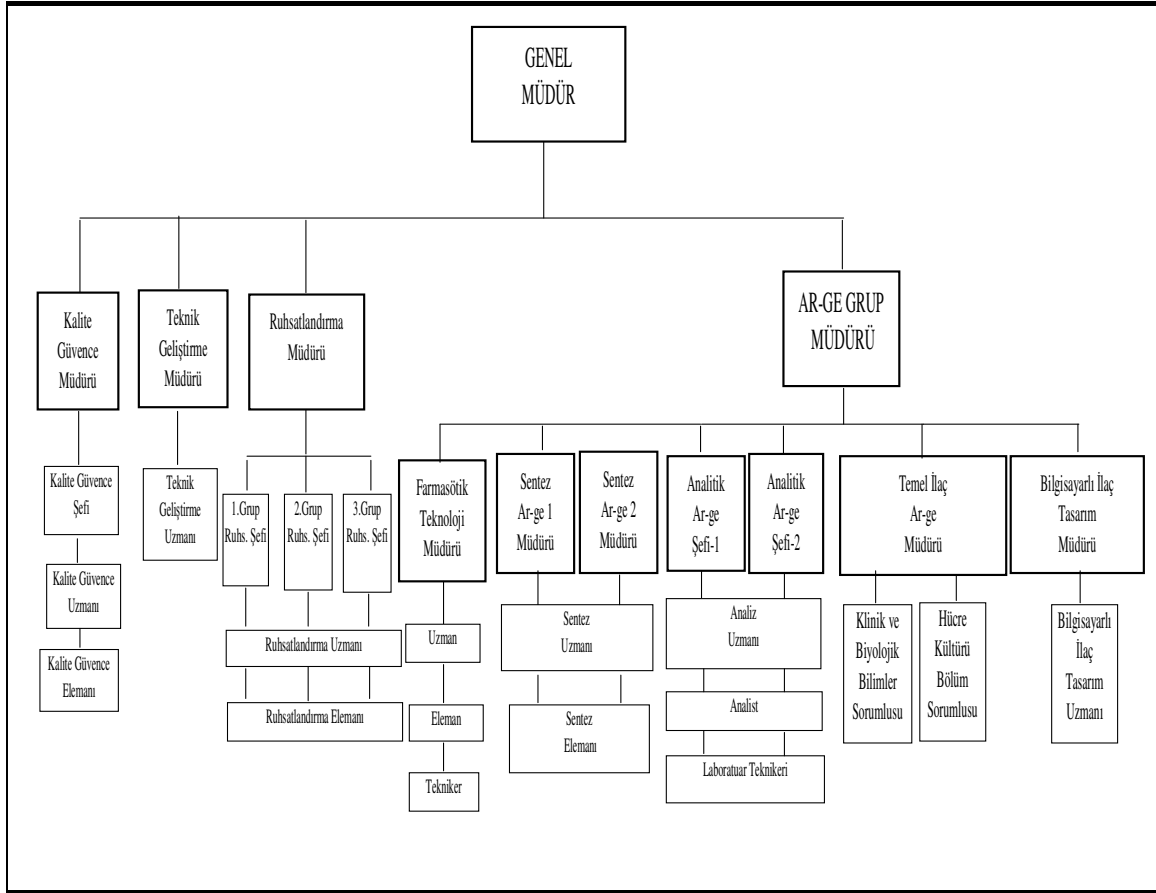 GENEL
MÜDÜR
Kalite
Güvence
Müdürü
Teknik
Geliştirme
Müdürü
Ruhsatlandırma
Müdürü
AR-GE GRUP
MÜDÜRÜ
Kalite Güvence
Şefi
Kalite Güvence
Uzmanı
Kalite Güvence
Elemanı
Teknik
Geliştirme
Uzmanı
1.Grup
Ruhs. Şefi
2.Grup
Ruhs. Şefi
3.Grup
Ruhs. Şefi
Ruhsatlandırma Uzmanı
Ruhsatlandırma Elemanı
Farmasötik
Teknoloji
Müdürü
Uzman
Eleman
Tekniker
Sentez
Ar-ge 1
Müdürü
Sentez
Ar-ge 2
Müdürü
Sentez
Uzmanı
Sentez
Elemanı
Analitik
Ar-ge
Şefi-1
Analitik
Ar-ge
Şefi-2
Analiz
Uzmanı
Analist
Laboratuar Teknikeri
Temel İlaç
Ar-ge
Müdürü
Klinik ve
Biyolojik
Bilimler
Sorumlusu
Hücre
Kültürü
Bölüm
Sorumlusu
Bilgisayarlı İlaç
Tasarım
Müdürü
Bilgisayarlı
İlaç
Tasarım
Uzmanı